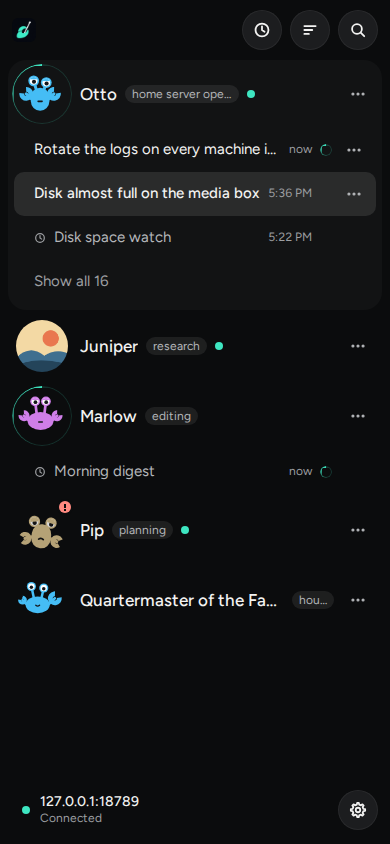 Otto home server ope...
Rotate the logs on every machine i... now
Disk almost full on the media box 5:36 PM
Disk space watch 5:22 PM
Show all 16
Juniper research
Marlow editing
Morning digest now
Pip planning
Quartermaster of the Fa... hou...
127.0.0.1:18789
Connected